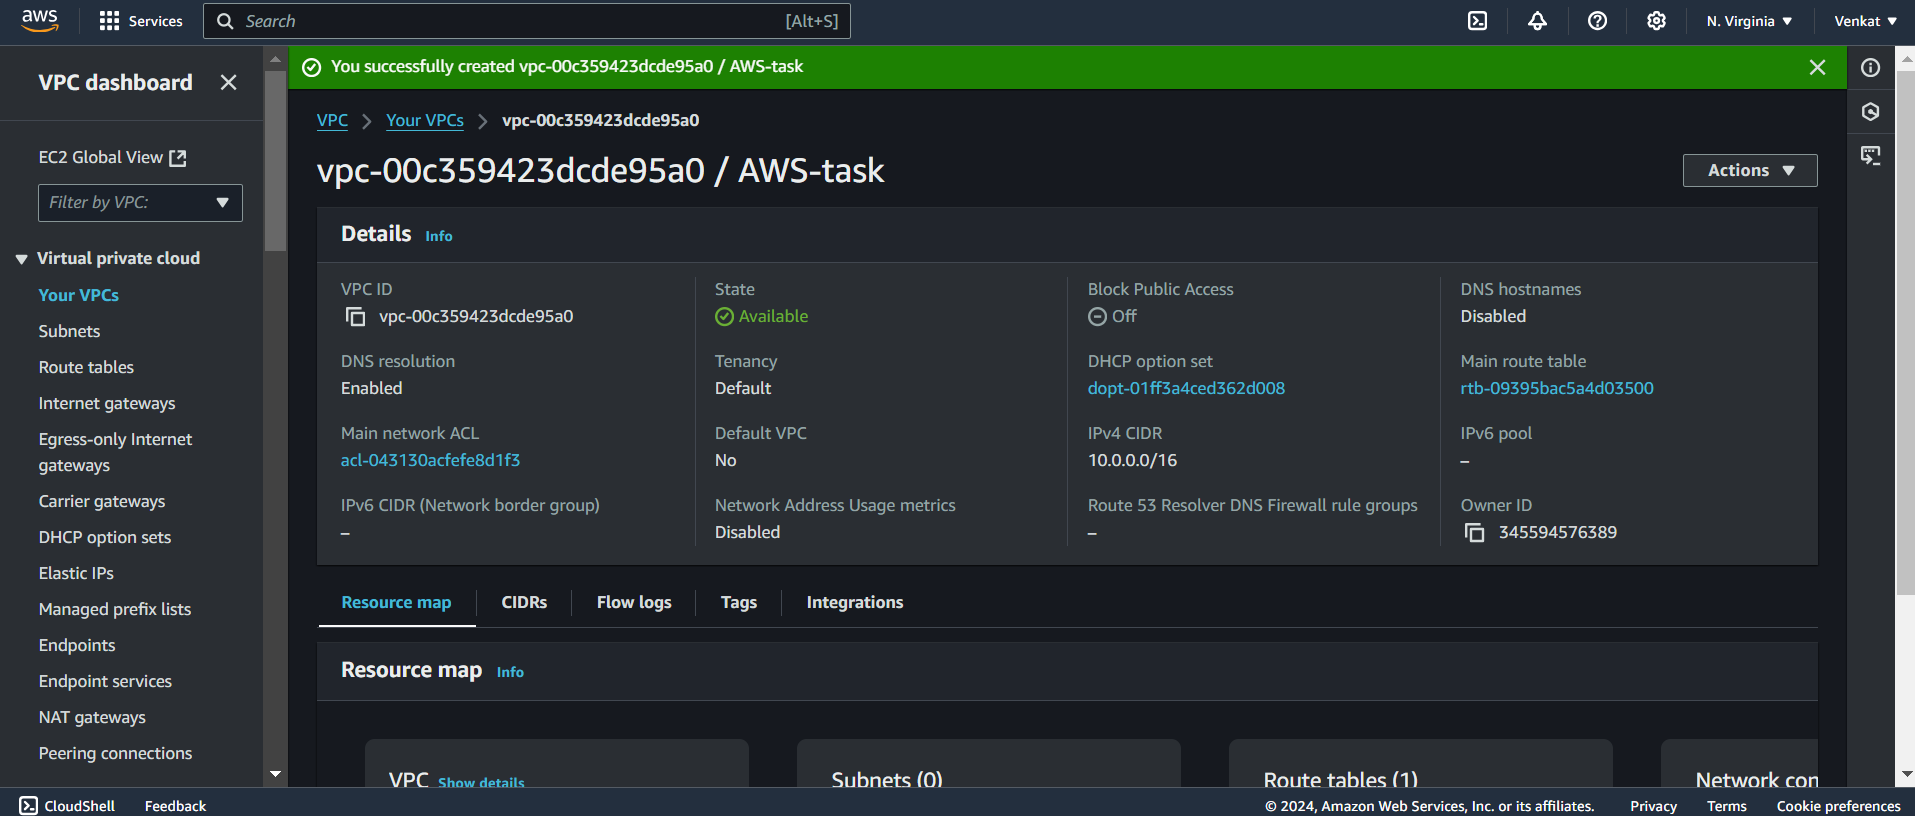 aws Services Search [Alt+S] N. Virginia Venkat
VPC dashboard
EC2 Global View
Filter by VPC:
Virtual private cloud
Your VPCs
Subnets
Route tables
Internet gateways
Egress-only Internet
gateways
Carrier gateways
DHCP option sets
Elastic IPs
Managed prefix lists
Endpoints
Endpoint services
NAT gateways
Peering connections
You successfully created vpc-00c359423dcde95a0 / AWS-task
VPC Your VPCs vpc-00c359423dcde95a0
vpc-00c359423dcde95a0 / AWS-task
Actions
Details Info
VPC ID
vpc-00c359423dcde95a0
State
Available
Block Public Access
Off
DNS hostnames
Disabled
DNS resolution
Enabled
Tenancy
Default
DHCP option set
dopt-01ff3a4ced362d008
Main route table
rtb-09395bac5a4d03500
Main network ACL
acl-043130acfefe8d1f3
Default VPC
No
IPv4 CIDR
10.0.0.0/16
IPv6 pool
–
IPv6 CIDR (Network border group)
–
Network Address Usage metrics
Disabled
Route 53 Resolver DNS Firewall rule groups
–
Owner ID
345594576389
Resource map CIDRs Flow logs Tags Integrations
Resource map Info
VPC Show details
Subnets (0)
Route tables (1)
Network con
CloudShell Feedback © 2024, Amazon Web Services, Inc. or its affiliates. Privacy Terms Cookie preferences